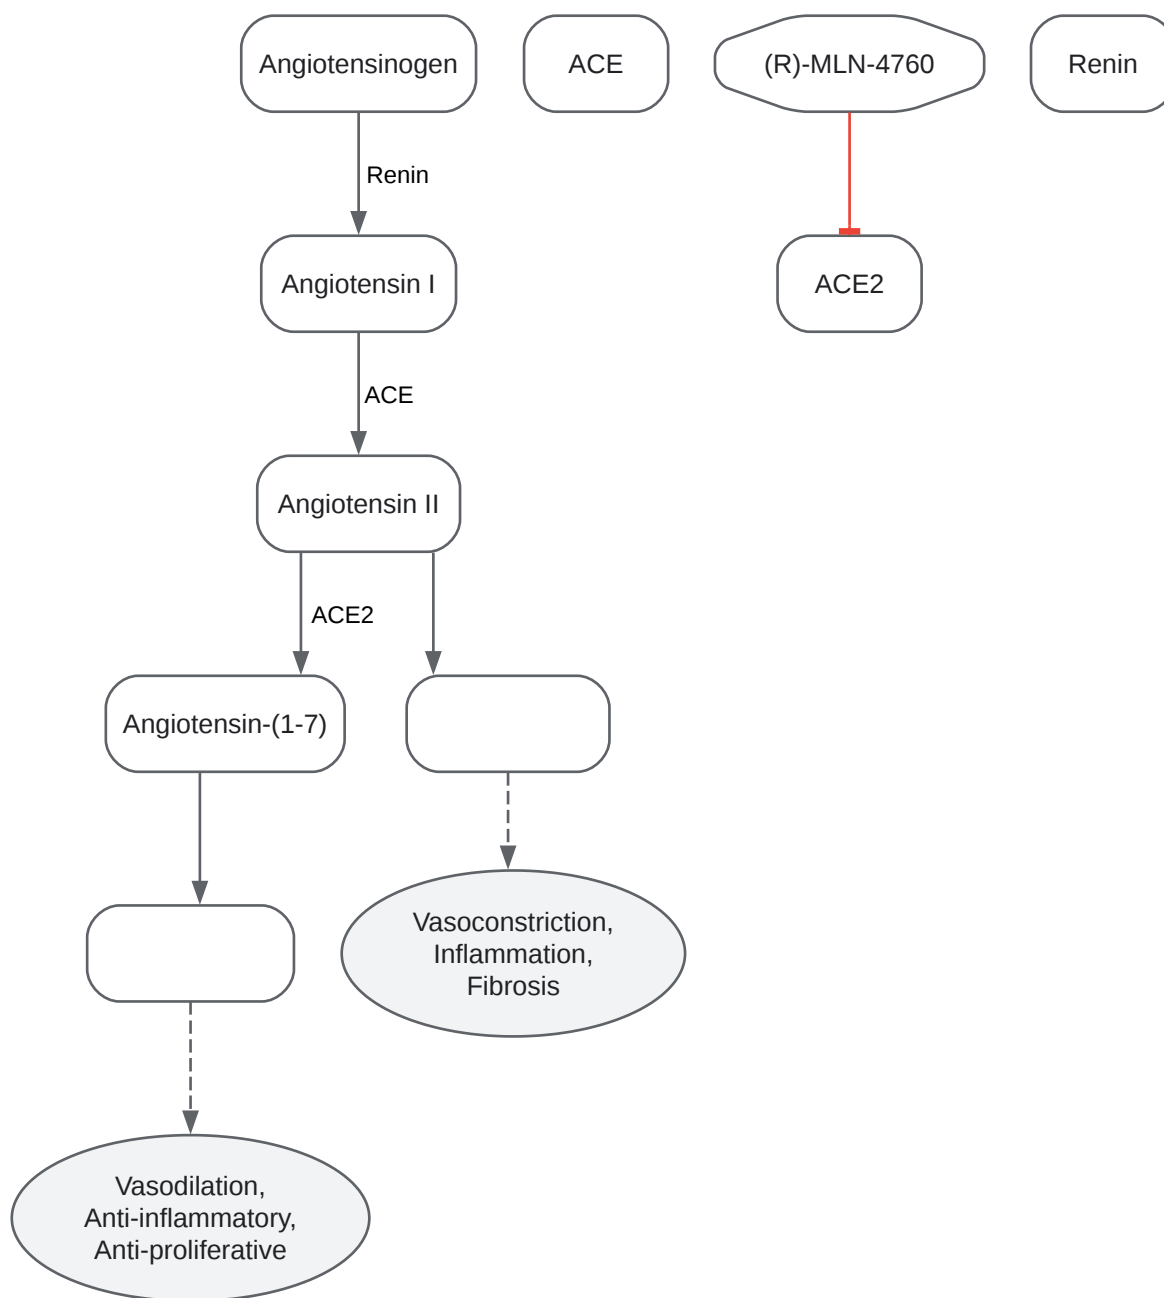 Angiotensinogen
ACE
(R)-MLN-4760
Renin
Renin
Angiotensin I
ACE2
ACE
Angiotensin II
ACE2
Angiotensin-(1-7)
Vasoconstriction,
Inflammation,
Fibrosis
Vasodilation,
Anti-inflammatory,
Anti-proliferative